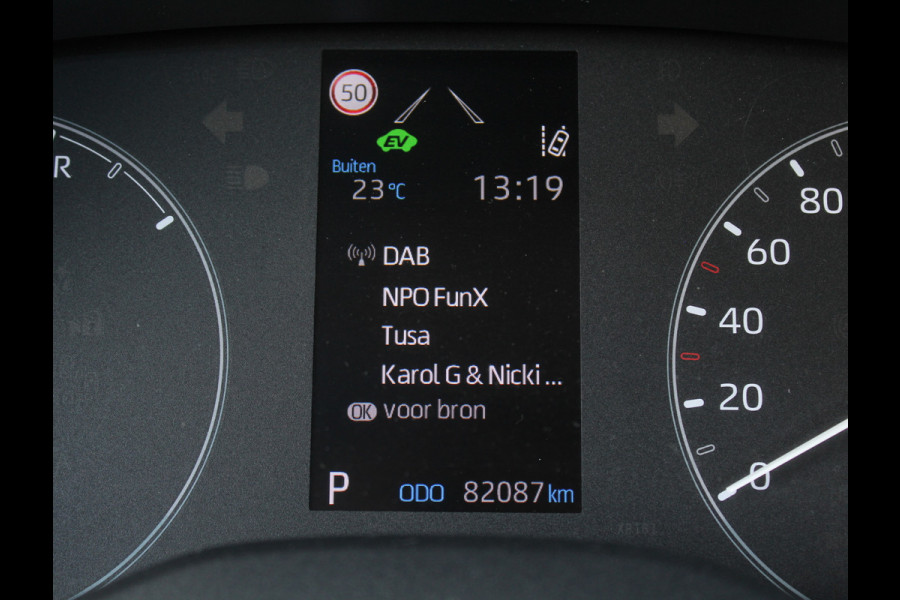 50
EV
Buiten
23°C
13:19
DAB
NPO FunX
Tusa
Karol G & Nicki ...
OK voor bron
P
ODO 82087 km
R
80
60
40
20
0